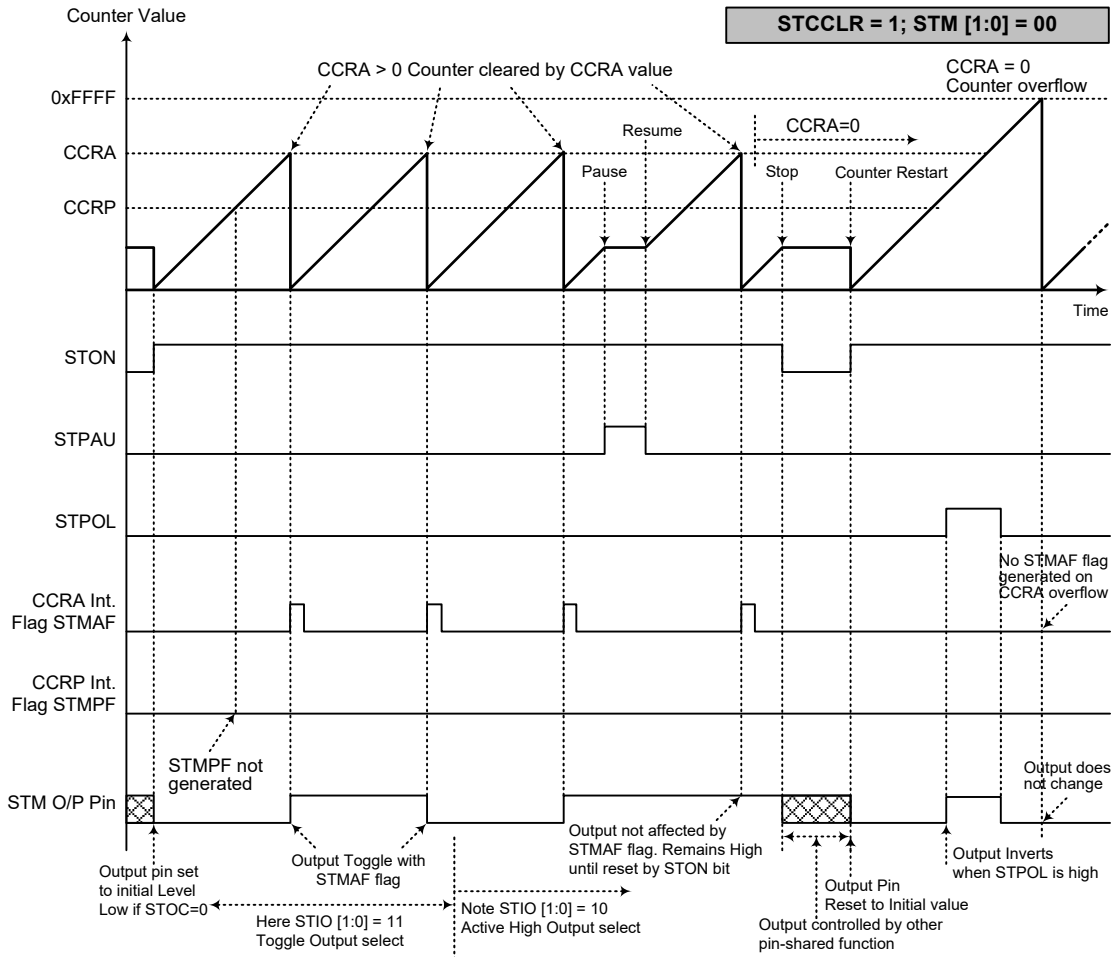 Counter Value
STCCLR = 1; STM [1:0] = 00
CCRA > 0 Counter cleared by CCRA value
CCRA = 0
Counter overflow
0xFFFF
CCRA
CCRP
Resume
CCRA=0
Pause
Stop
Counter Restart
Time
STON
STPAU
STPOL
No STMAF flag
generated on
CCRA overflow
CCRA Int.
Flag STMAF
CCRP Int.
Flag STMPF
STMPF not
generated
STM O/P Pin
Output does
not change
Output pin set
to initial Level
Low if STOC=0
Output Toggle with
STMAF flag
Here STIO [1:0] = 11
Toggle Output select
Note STIO [1:0] = 10
Active High Output select
Output not affected by
STMAF flag. Remains High
until reset by STON bit
Output Pin
Reset to Initial value
Output controlled by other
pin-shared function
Output Inverts
when STPOL is high